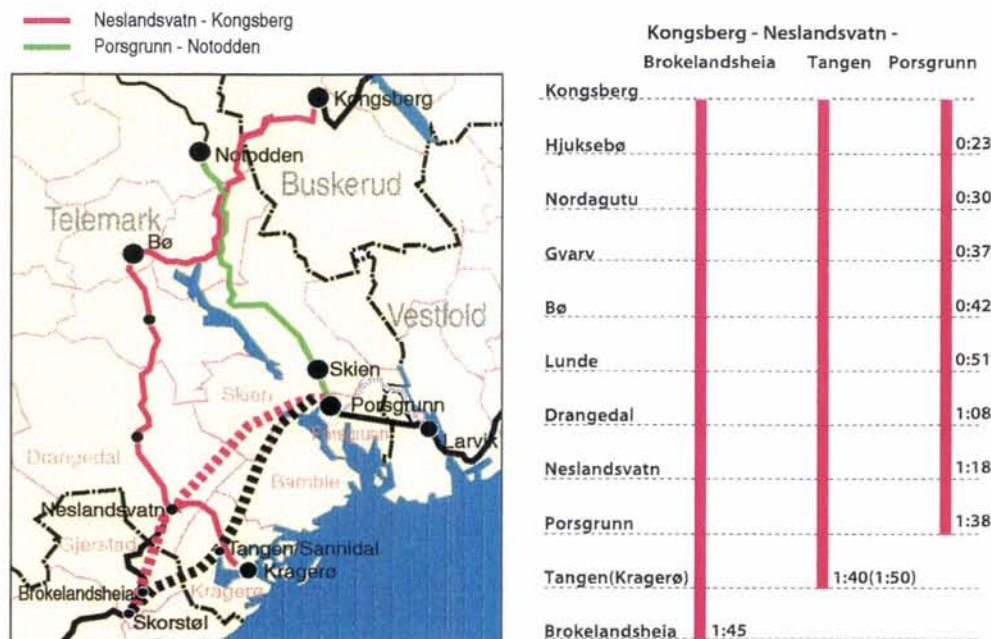 Neslandsvatn - Kongsberg
Porsgrunn - Notodden
Kongsberg
Notodden
Buskerud
Telemark
Bø
Vestfold
Skien
Skien
Porsgrunn
Porsgrunn
Larvik
Drangedal
Bamble
Neslandsvatn
Gjerstad
Tangen/Sannidal
Kragerø
Brokelandsheia
Kragerø
Skorstøl
Kongsberg - Neslandsvatn -
Brokelandsheia Tangen Porsgrunn
Kongsberg
Hjuksebø 0:23
Nordagutu 0:30
Gvarv 0:37
Bø 0:42
Lunde 0:51
Drangedal 1:08
Neslandsvatn 1:18
Porsgrunn 1:38
Tangen(Kragerø) 1:40(1:50)
Brokelandsheia 1:45